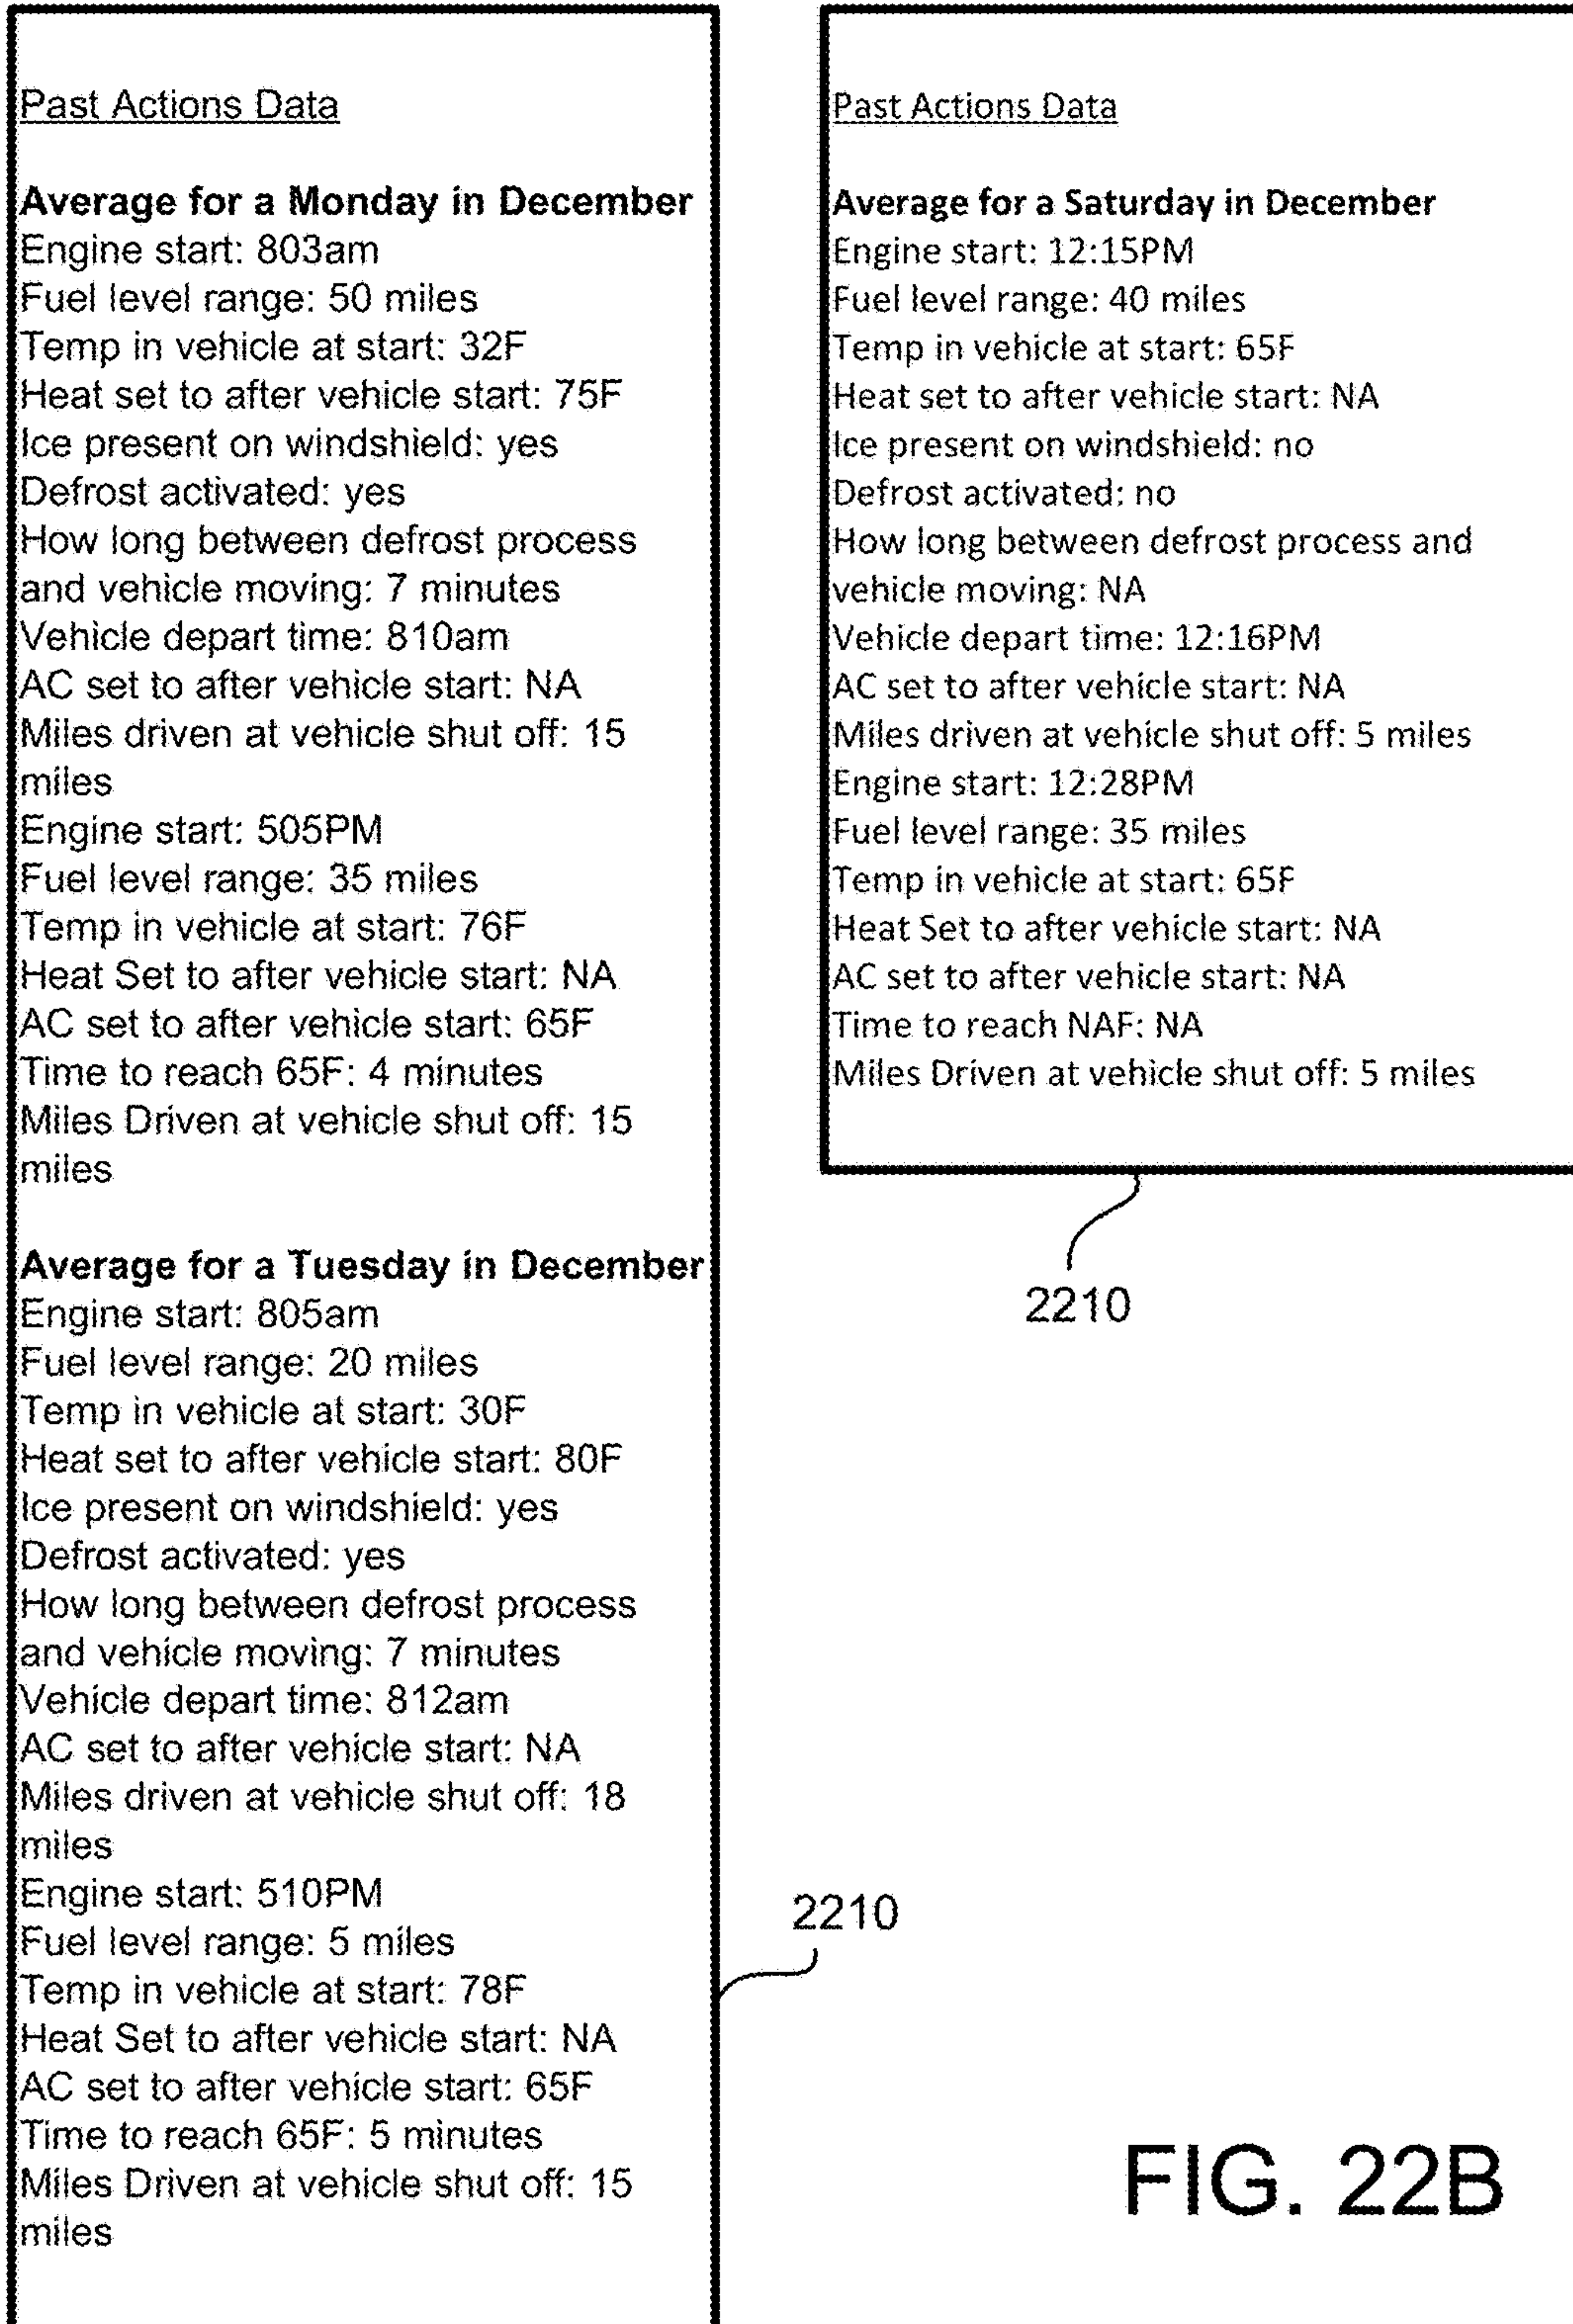 Past Actions Data
Average for a Monday in December
Engine start: 803am
Fuel level range: 50 miles
Temp in vehicle at start: 32F
Heat set to after vehicle start: 75F
Ice present on windshield: yes
Defrost activated: yes
How long between defrost process
and vehicle moving: 7 minutes
Vehicle depart time: 810am
AC set to after vehicle start: NA
Miles driven at vehicle shut off: 15
miles
Engine start: 505PM
Fuel level range: 35 miles
Temp in vehicle at start: 76F
Heat Set to after vehicle start: NA
AC set to after vehicle start: 65F
Time to reach 65F: 4 minutes
Miles Driven at vehicle shut off: 15
miles
Average for a Tuesday in December
Engine start: 805am
Fuel level range: 20 miles
Temp in vehicle at start: 30F
Heat set to after vehicle start: 80F
Ice present on windshield: yes
Defrost activated: yes
How long between defrost process
and vehicle moving: 7 minutes
Vehicle depart time: 812am
AC set to after vehicle start: NA
Miles driven at vehicle shut off: 18
miles
Engine start: 510PM
Fuel level range: 5 miles
Temp in vehicle at start: 78F
Heat Set to after vehicle start: NA
AC set to after vehicle start: 65F
Time to reach 65F: 5 minutes
Miles Driven at vehicle shut off: 15
miles
2210
Past Actions Data
Average for a Saturday in December
Engine start: 12:15PM
Fuel level range: 40 miles
Temp in vehicle at start: 65F
Heat set to after vehicle start: NA
Ice present on windshield: no
Defrost activated: no
How long between defrost process and
vehicle moving: NA
Vehicle depart time: 12:16PM
AC set to after vehicle start: NA
Miles driven at vehicle shut off: 5 miles
Engine start: 12:28PM
Fuel level range: 35 miles
Temp in vehicle at start: 65F
Heat Set to after vehicle start: NA
AC set to after vehicle start: NA
Time to reach NAF: NA
Miles Driven at vehicle shut off: 5 miles
2210
FIG. 22B